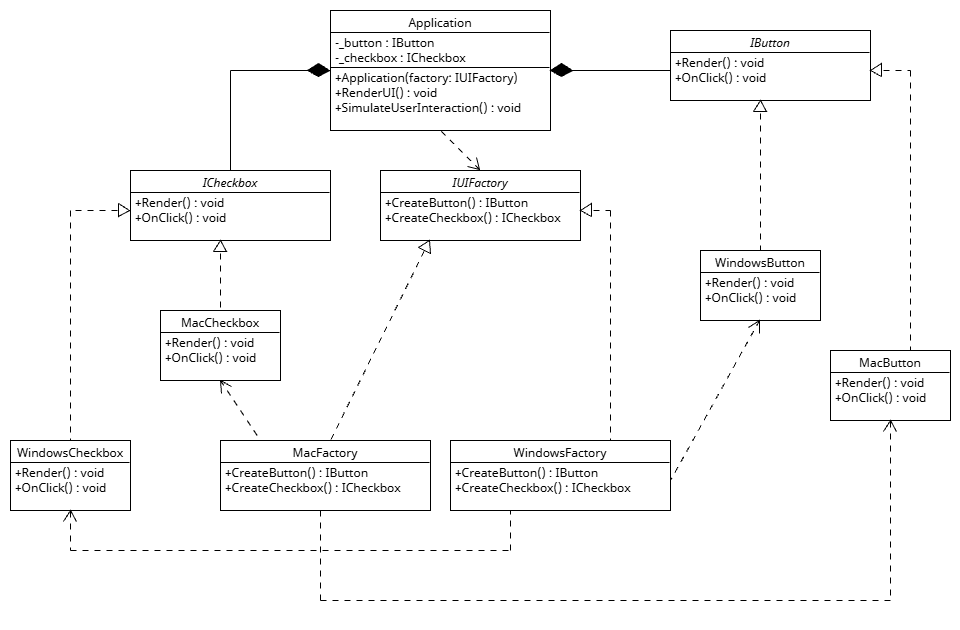 Application
-_button : IButton
-_checkbox : ICheckbox
+Application(factory: IUIFactory)
+RenderUI() : void
+SimulateUserInteraction() : void
IButton
+Render() : void
+OnClick() : void
ICheckbox
+Render() : void
+OnClick() : void
IUIFactory
+CreateButton() : IButton
+CreateCheckbox() : ICheckbox
WindowsButton
+Render() : void
+OnClick() : void
MacCheckbox
+Render() : void
+OnClick() : void
MacButton
+Render() : void
+OnClick() : void
WindowsCheckbox
+Render() : void
+OnClick() : void
MacFactory
+CreateButton() : IButton
+CreateCheckbox() : ICheckbox
WindowsFactory
+CreateButton() : IButton
+CreateCheckbox() : ICheckbox